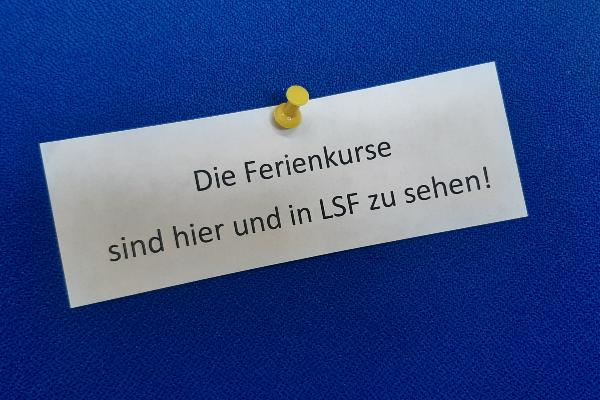 Die Ferienkurse
sind hier und in LSF zu sehen!